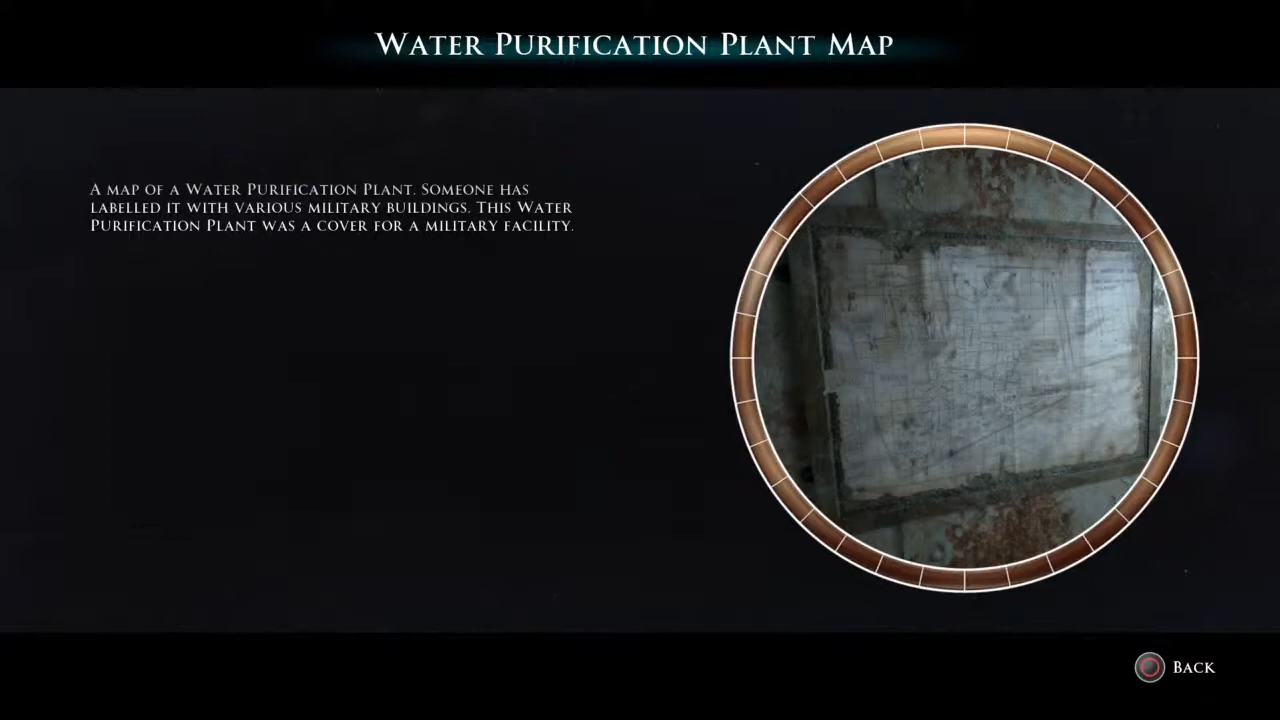 Water Purification Plant Map
A map of a Water Purification Plant. Someone has
labelled it with various military buildings. This Water
Purification Plant was a cover for a military facility.
Back